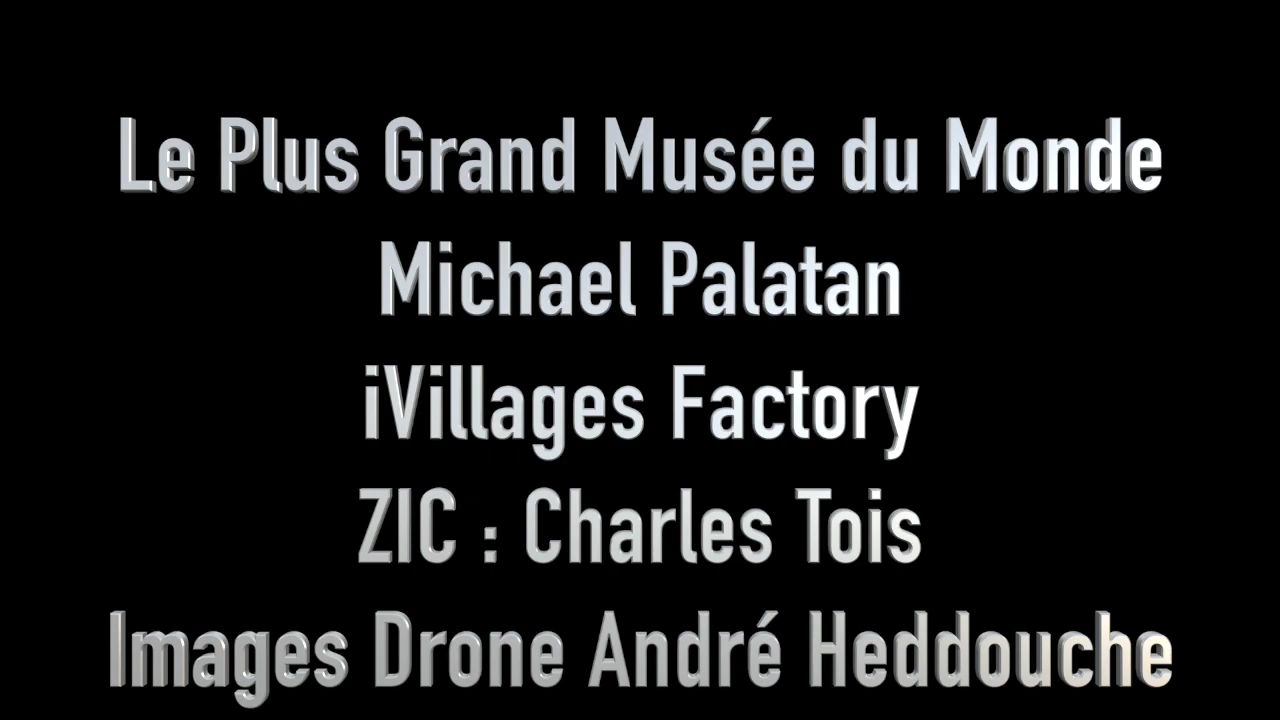 Le Plus Grand Musée du Monde
Michael Palatan
iVillages Factory
ZIC : Charles Tois
Images Drone André Heddouche